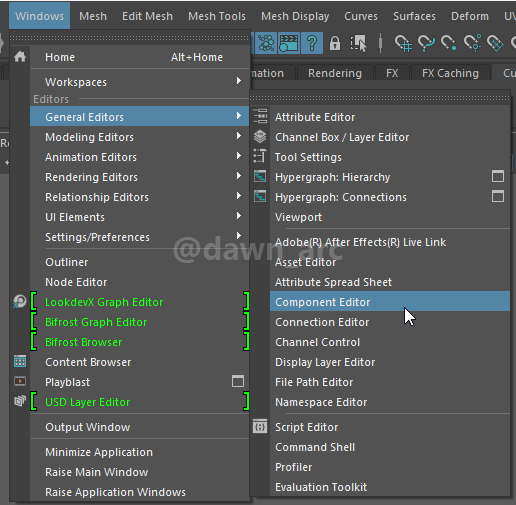 Windows Mesh Edit Mesh Mesh Tools Mesh Display Curves Surfaces Deform UV
Rendering FX FX Caching
Home Alt+Home
Workspaces
Editors
General Editors
Modeling Editors
Animation Editors
Rendering Editors
Relationship Editors
UI Elements
Settings/Preferences
Outliner
Node Editor
LookdevX Graph Editor
Bifrost Graph Editor
Bifrost Browser
Content Browser
Playblast
USD Layer Editor
Output Window
Minimize Application
Raise Main Window
Raise Application Windows
Attribute Editor
Channel Box / Layer Editor
Tool Settings
Hypergraph: Hierarchy
Hypergraph: Connections
Viewport
Adobe(R) After Effects(R) Live Link
Asset Editor
Attribute Spread Sheet
Component Editor
Connection Editor
Channel Control
Display Layer Editor
File Path Editor
Namespace Editor
Script Editor
Command Shell
Profiler
Evaluation Toolkit
@dawn_arc